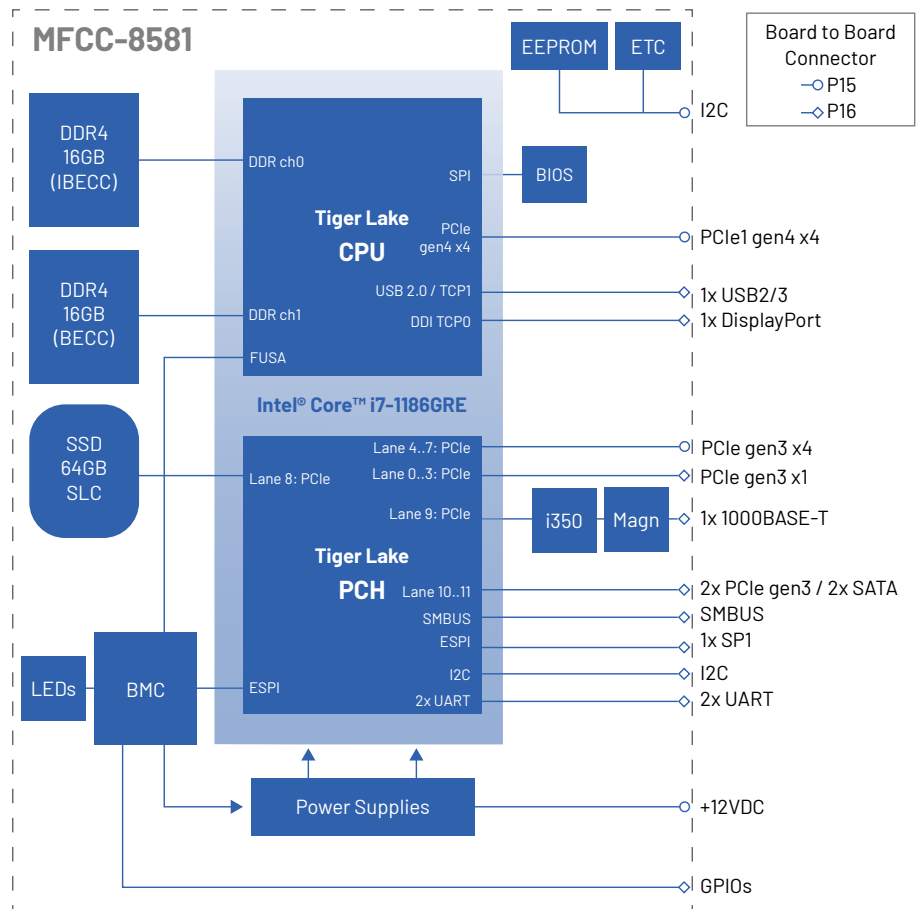 MFCC-8581
EEPROM
ETC
Board to Board
Connector
P15
P16
I2C
DDR4
16GB
(IBECC)
DDR ch0
SPI
BIOS
Tiger Lake
CPU
PCIe
gen4 x4
PCIe1 gen4 x4
DDR4
16GB
(BECC)
USB 2.0 / TCP1
1x USB2/3
DDR ch1
DDI TCP0
1x DisplayPort
FUSA
Intel® Core™ i7-1186GRE
SSD
64GB
SLC
Lane 4..7: PCIe
PCIe gen3 x4
Lane 8: PCIe
Lane 0..3: PCIe
PCIe gen3 x1
Lane 9: PCIe
i350
Magn
1x 1000BASE-T
Tiger Lake
PCH
Lane 10..11
2x PCIe gen3 / 2x SATA
SMBUS
SMBUS
ESPI
1x SP1
LEDs
BMC
ESPI
I2C
I2C
2x UART
2x UART
Power Supplies
+12VDC
GPIOs